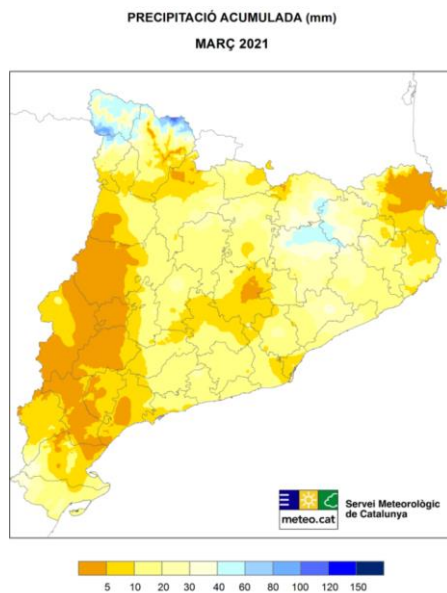 PRECIPITACIÓ ACUMULADA (mm)
MARÇ 2021
meteo.cat
Servei Meteorològic
de Catalunya
5 10 20 30 40 60 80 100 120 150